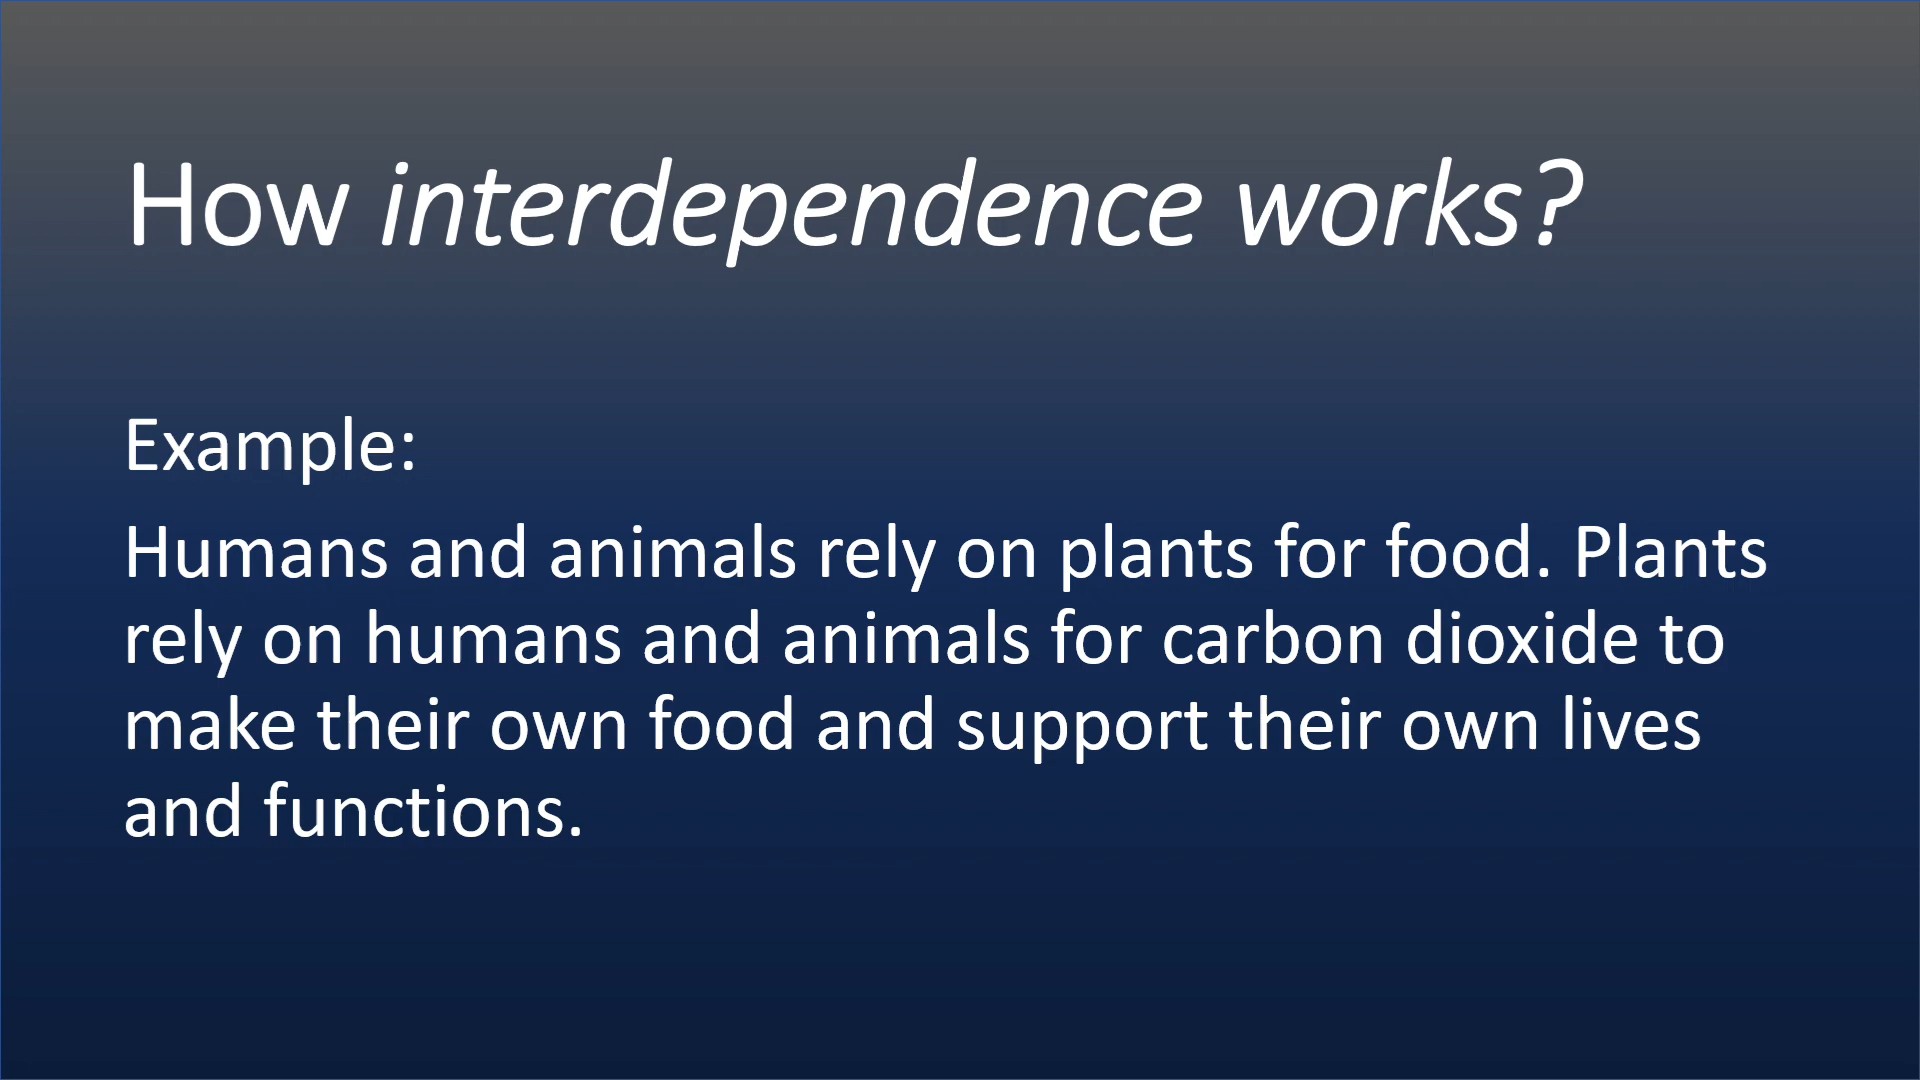 How interdependence works?
Example:
Humans and animals rely on plants for food. Plants
rely on humans and animals for carbon dioxide to
make their own food and support their own lives
and functions.